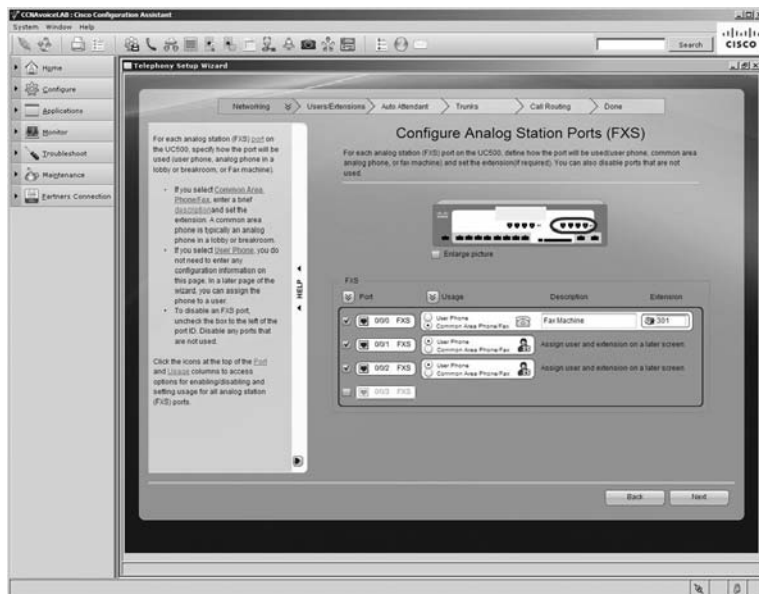 CCNAvoiceLAB : Cisco Configuration Assistant
System Window Help
Search
CISCO
Home
Configure
Applications
Monitor
Troubleshoot
Maintenance
Partners Connection
Telephony Setup Wizard
Networking Users/Extensions Auto Attendant Trunks Call Routing Done
For each analog station (FXS) port on
the UC500, specify how the port will be
used (user phone, analog phone in a
lobby or breakroom, or Fax machine).
• If you select Common Area
Phone/Fax, enter a brief
description and set the
extension. A common area
phone is typically an analog
phone in a lobby or breakroom.
• If you select User Phone, you do
not need to enter any
configuration information on
this page. In a later page of the
wizard, you can assign the
phone to a user.
• To disable an FXS port,
uncheck the box to the left of the
port ID. Disable any ports that
are not used.
Click the icons at the top of the Port
and Usage columns to access
options for enabling/disabling and
setting usage for all analog station
(FXS) ports.
HELP
Configure Analog Station Ports (FXS)
For each analog station (FXS) port on the UC500, define how the port will be used(user phone, common area
analog phone, or fax machine) and set the extension(if required). You can also disable ports that are not
used.
Enlarge picture
FXS
Port Usage Description Extension
0/0/0 FXS User Phone Common Area Phone/Fax Fax Machine 301
0/0/1 FXS User Phone Common Area Phone/Fax Assign user and extension on a later screen
0/0/2 FXS User Phone Common Area Phone/Fax Assign user and extension on a later screen
0/0/3 FXS
Back Next